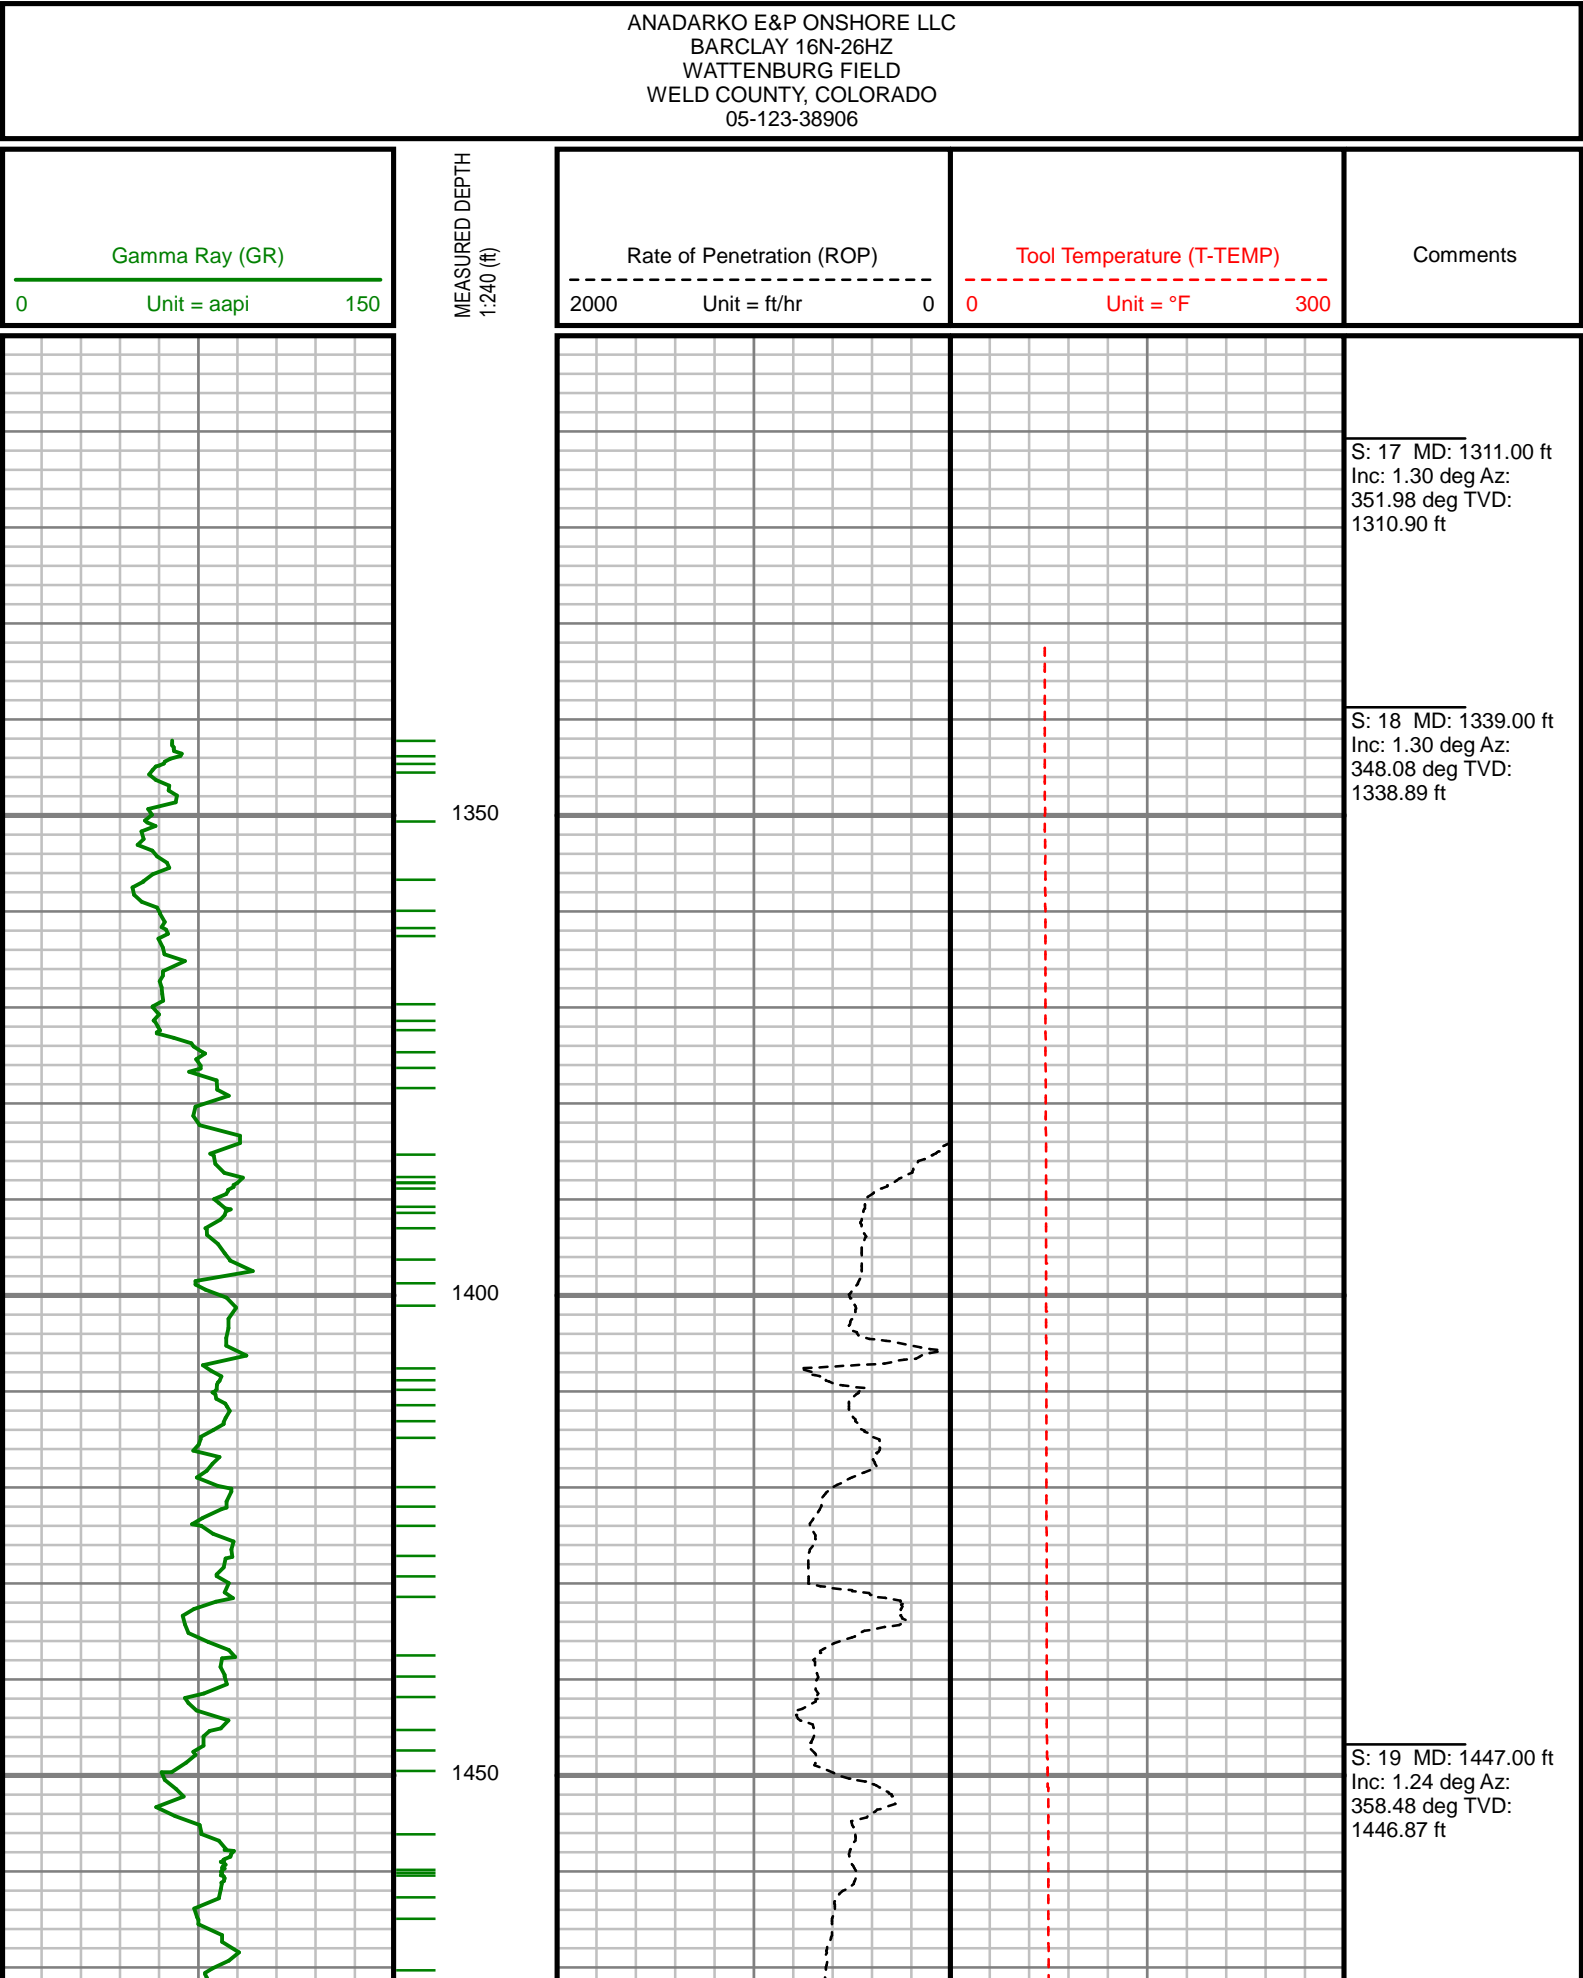 ANADARKO E&P ONSHORE LLC
BARCLAY 16N-26HZ
WATTENBURG FIELD
WELD COUNTY, COLORADO
05-123-38906
Gamma Ray (GR)
0 Unit = aapi 150
MEASURED DEPTH
1:240 (ft)
Rate of Penetration (ROP)
2000 Unit = ft/hr 0
Tool Temperature (T-TEMP)
0 Unit = °F 300
Comments
S: 17 MD: 1311.00 ft
Inc: 1.30 deg Az:
351.98 deg TVD:
1310.90 ft
S: 18 MD: 1339.00 ft
Inc: 1.30 deg Az:
348.08 deg TVD:
1338.89 ft
1350
1400
1450
S: 19 MD: 1447.00 ft
Inc: 1.24 deg Az:
358.48 deg TVD:
1446.87 ft